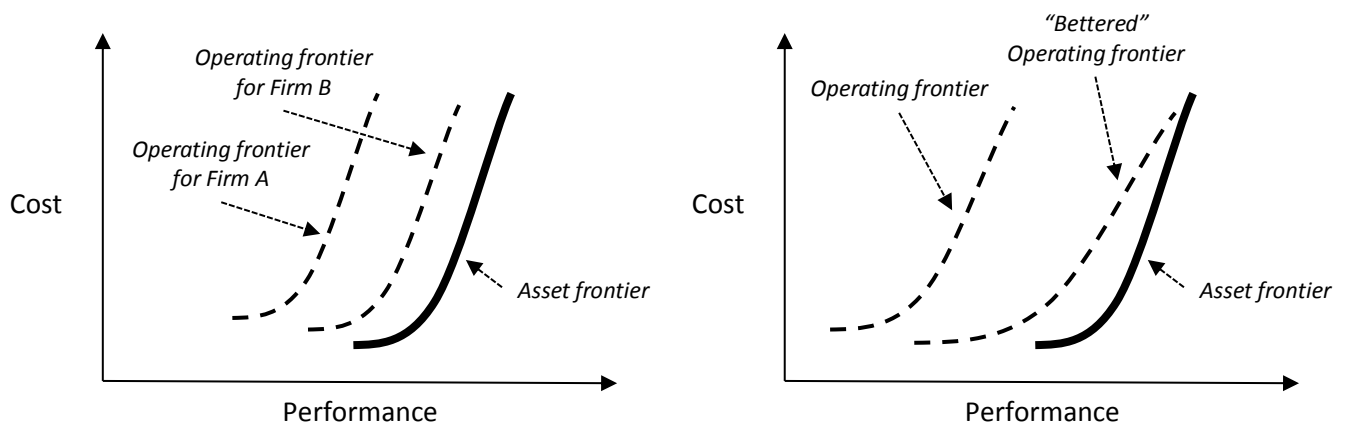 Operating frontier
for Firm B
Operating frontier
for Firm A
Cost
Asset frontier
Performance
“Bettered”
Operating frontier
Operating frontier
Cost
Asset frontier
Performance